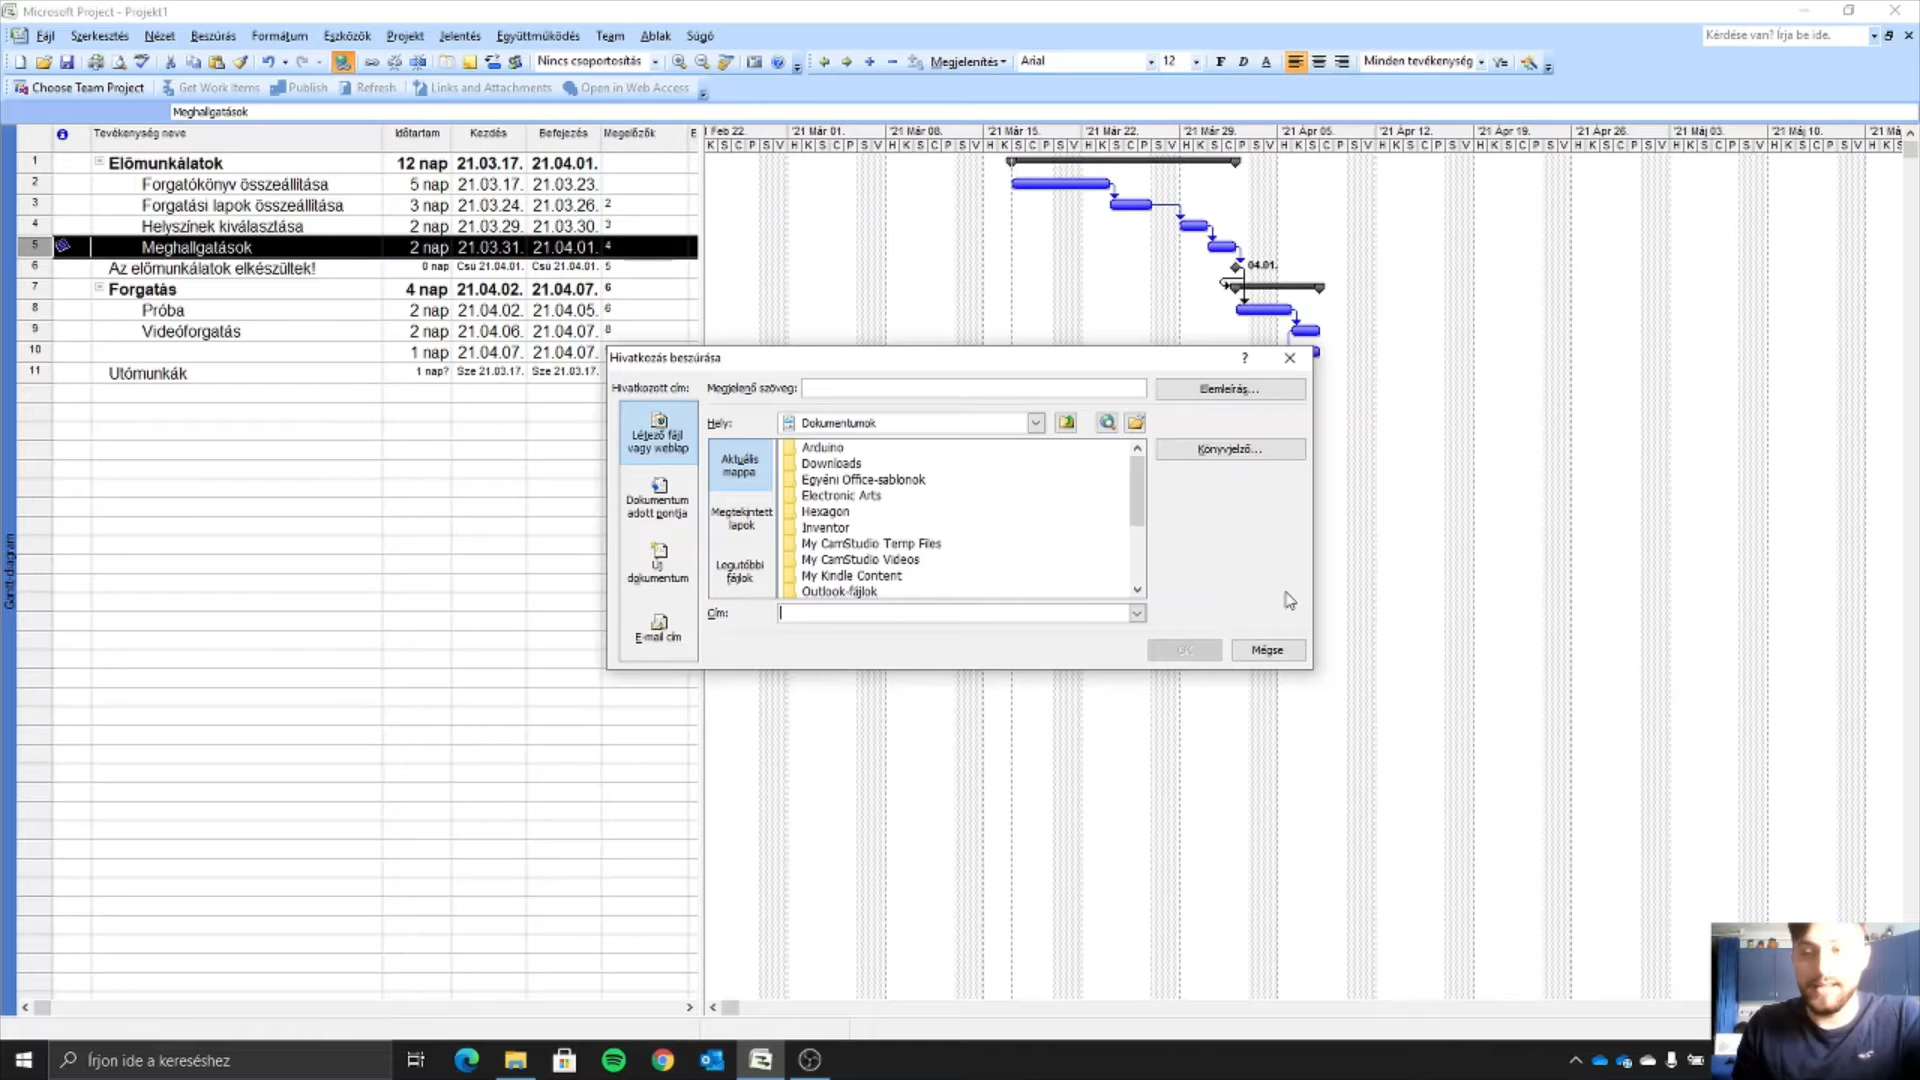 Microsoft Project - Projekt1
Fájl Szerkesztés Nézet Beszúrás Formátum Eszközök Projekt Jelentés Együttműködés Team Ablak Súgó Kérdése van? Írja be ide.
Nincs csoportosítás Megjelenítés Arial 12 F D A Minden tevékenység
Choose Team Project Get Work Items Publish Refresh Links and Attachments Open in Web Access
Meghallgatások
Tevékenység neve Időtartam Kezdés Befejezés Megelőzők E
Feb 22. '21 Már 01. '21 Már 08. '21 Már 15. '21 Már 22. '21 Már 29. '21 Ápr 05. '21 Ápr 12. '21 Ápr 19. '21 Ápr 26. '21 Máj 03. '21 Máj 10. '21 Má
K S C P S V H K S C P S V H K S C P S V H K S C P S V H K S C P S V H K S C P S V H K S C P S V H K S C P S V H K S C P S V H K S C P S V H K S C P S V H K S C P S V H K S
1 Előmunkálatok 12 nap 21.03.17. 21.04.01.
2 Forgatókönyv összeállítása 5 nap 21.03.17. 21.03.23.
3 Forgatási lapok összeállítása 3 nap 21.03.24. 21.03.26. 2
4 Helyszínek kiválasztása 2 nap 21.03.29. 21.03.30. 3
5 Meghallgatások 2 nap 21.03.31. 21.04.01. 4
6 Az előmunkálatok elkészültek! 0 nap Csü 21.04.01. Csü 21.04.01. 5
04.01.
7 Forgatás 4 nap 21.04.02. 21.04.07. 6
8 Próba 2 nap 21.04.02. 21.04.05. 6
9 Videóforgatás 2 nap 21.04.06. 21.04.07. 8
10 1 nap 21.04.07. 21.04.07.
11 Utómunkák 1 nap? Sze 21.03.17. Sze 21.03.17.
Gantt-diagram
Hivatkozás beszúrása ?
Hivatkozott cím: Megjelenő szöveg: Elemleírás...
Létező fájl vagy weblap
Dokumentum adott pontja
Új dokumentum
E-mail cím
Hely: Dokumentumok
Könyvjelző...
Aktuális mappa
Megtekintett lapok
Legutóbbi fájlok
Arduino
Downloads
Egyéni Office-sablonok
Electronic Arts
Hexagon
Inventor
My CamStudio Temp Files
My CamStudio Videos
My Kindle Content
Outlook-fájlok
Cím:
OK Mégse
Írjon ide a kereséshez